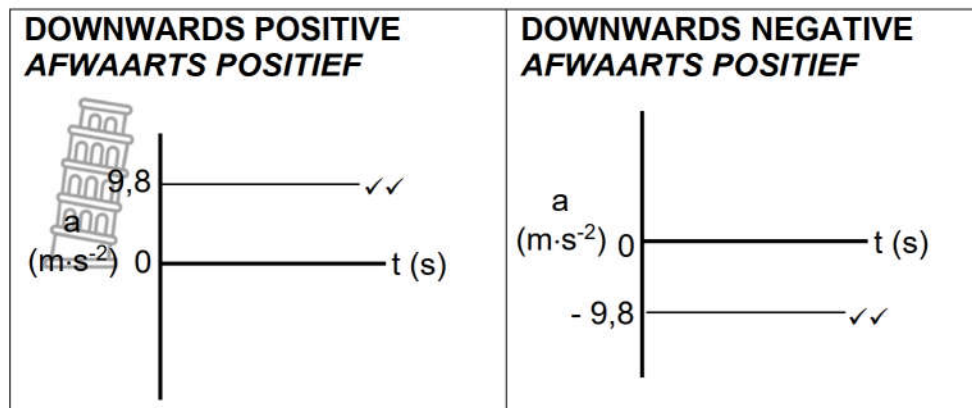 DOWNWARDS POSITIVE
AFWAARTS POSITIEF
9,8
✓✓
a
(m·s⁻²)
0
t (s)
DOWNWARDS NEGATIVE
AFWAARTS POSITIEF
a
(m·s⁻²)
0
t (s)
- 9,8
✓✓